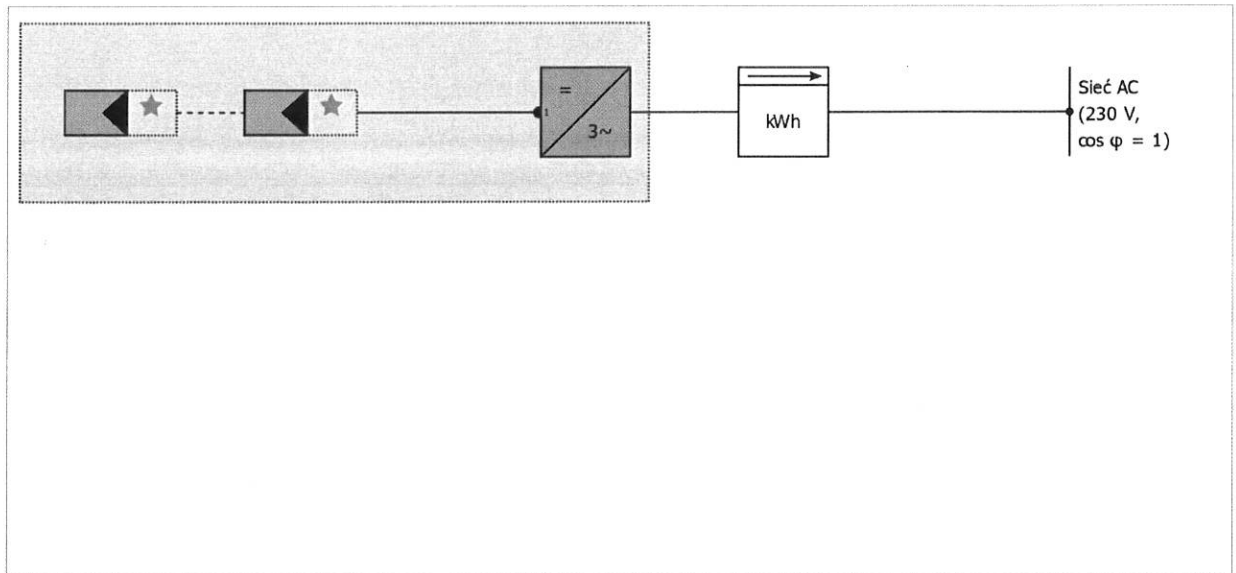 =
1
3~
kWh
Sieć AC
(230 V,
cos φ = 1)